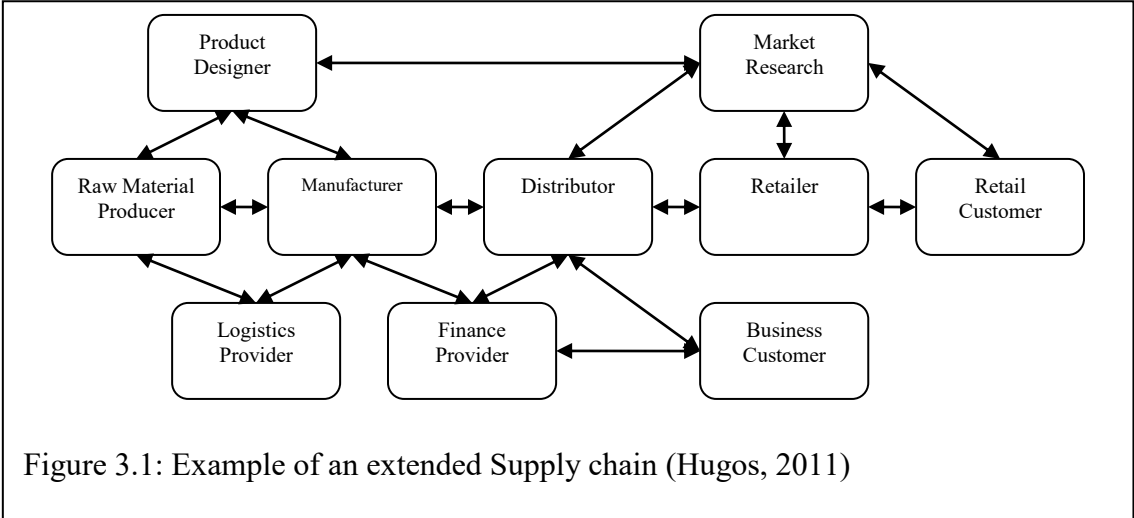 Product
Designer
Market
Research
Raw Material
Producer
Manufacturer
Distributor
Retailer
Retail
Customer
Logistics
Provider
Finance
Provider
Business
Customer
Figure 3.1: Example of an extended Supply chain (Hugos, 2011)